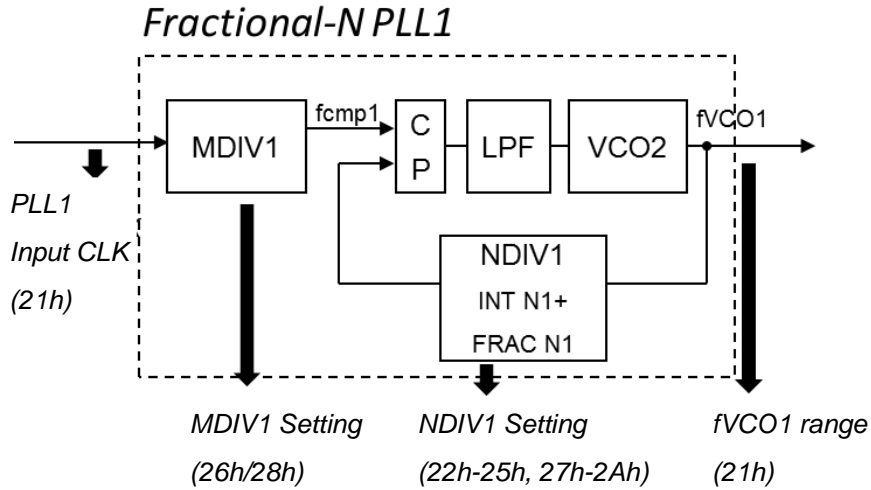 Fractional-N PLL1
fcmp1
fVCO1
MDIV1
C
P
LPF
VCO2
PLL1
Input CLK
(21h)
NDIV1
INT N1+
FRAC N1
MDIV1 Setting
(26h/28h)
NDIV1 Setting
(22h-25h, 27h-2Ah)
fVCO1 range
(21h)